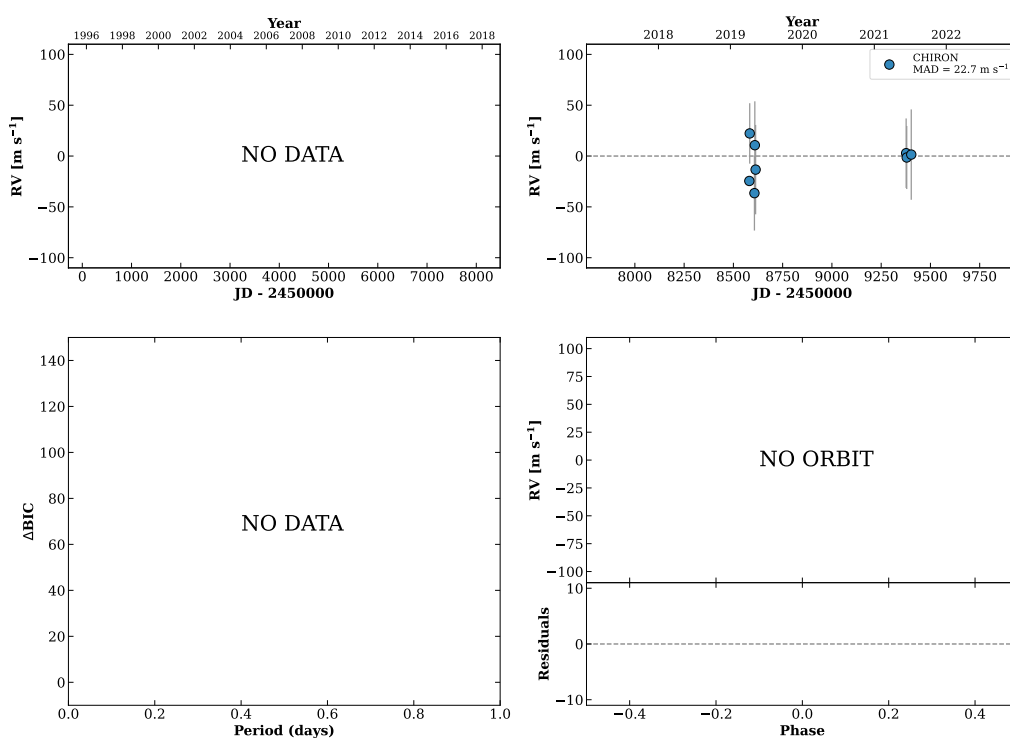 Year
1996 1998 2000 2002 2004 2006 2008 2010 2012 2014 2016 2018
100
50
0
−50
−100
RV [m s⁻¹]
NO DATA
0 1000 2000 3000 4000 5000 6000 7000 8000
JD - 2450000
Year
2018 2019 2020 2021 2022
CHIRON
MAD = 22.7 m s⁻¹
100
50
0
−50
−100
RV [m s⁻¹]
8000 8250 8500 8750 9000 9250 9500 9750
JD - 2450000
140
120
100
80
60
40
20
0
ΔBIC
NO DATA
0.0 0.2 0.4 0.6 0.8 1.0
Period (days)
100
75
50
25
0
−25
−50
−75
−100
RV [m s⁻¹]
NO ORBIT
10
0
−10
Residuals
−0.4 −0.2 0.0 0.2 0.4
Phase